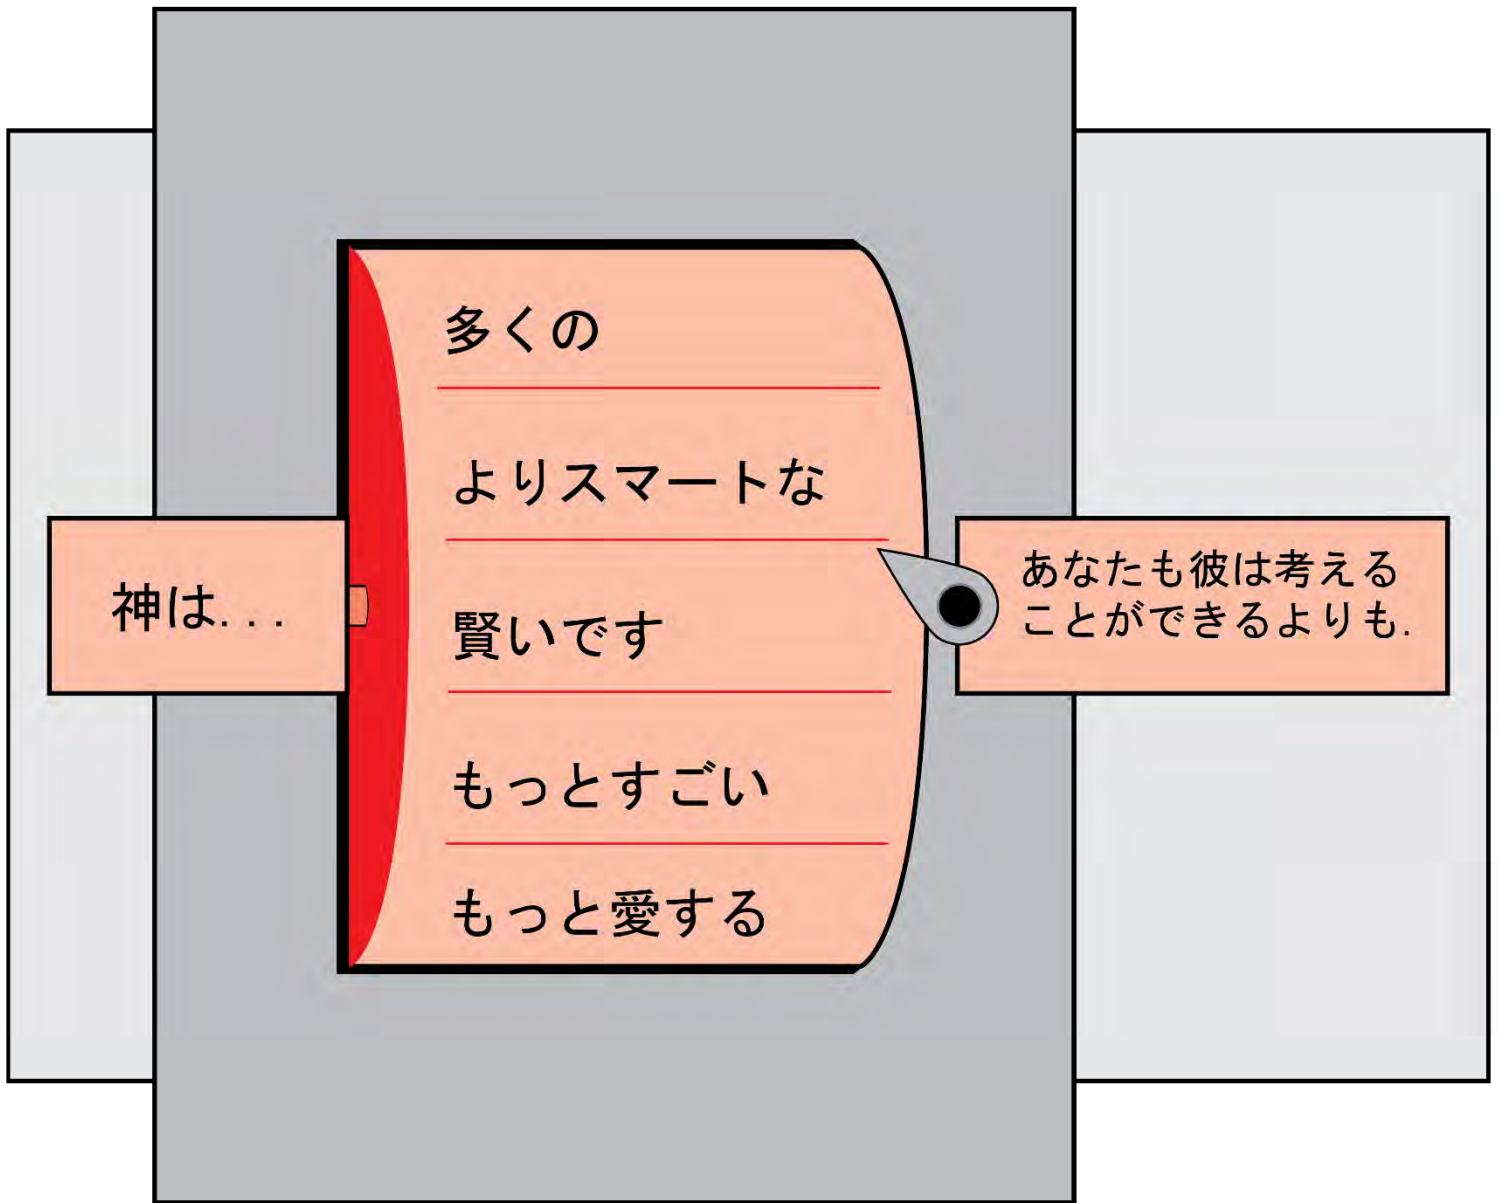 多くの
よりスマートな
神は...
賢いです
あなたも彼は考える
ことができるよりも.
もっとすごい
もっと愛する